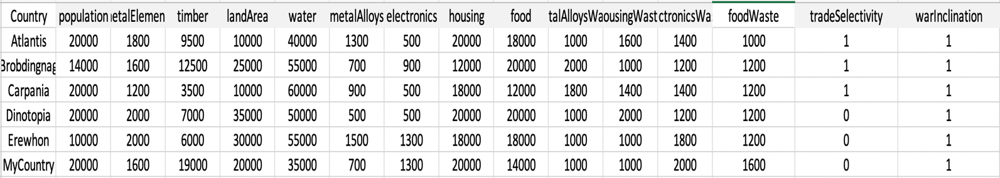 Country population etalElemen timber landArea water metalAlloys electronics housing food talAlloysWa ousingWast ctronicsWa foodWaste tradeSelectivity warInclination
Atlantis 20000 1800 9500 10000 40000 1300 500 20000 18000 1000 1600 1400 1000 1 1
Brobdingnag 14000 1600 12500 25000 55000 700 900 12000 20000 2000 1000 1200 1200 1 1
Carpania 20000 1200 3500 10000 60000 900 500 18000 12000 1800 1400 1400 1200 1 1
Dinotopia 20000 2000 7000 35000 50000 500 500 20000 20000 1000 2000 1200 1200 0 1
Erewhon 10000 2000 6000 30000 55000 1500 1300 18000 18000 1000 1000 1800 1200 0 1
MyCountry 20000 1600 19000 20000 35000 700 1300 20000 14000 1000 1000 2000 1600 0 1